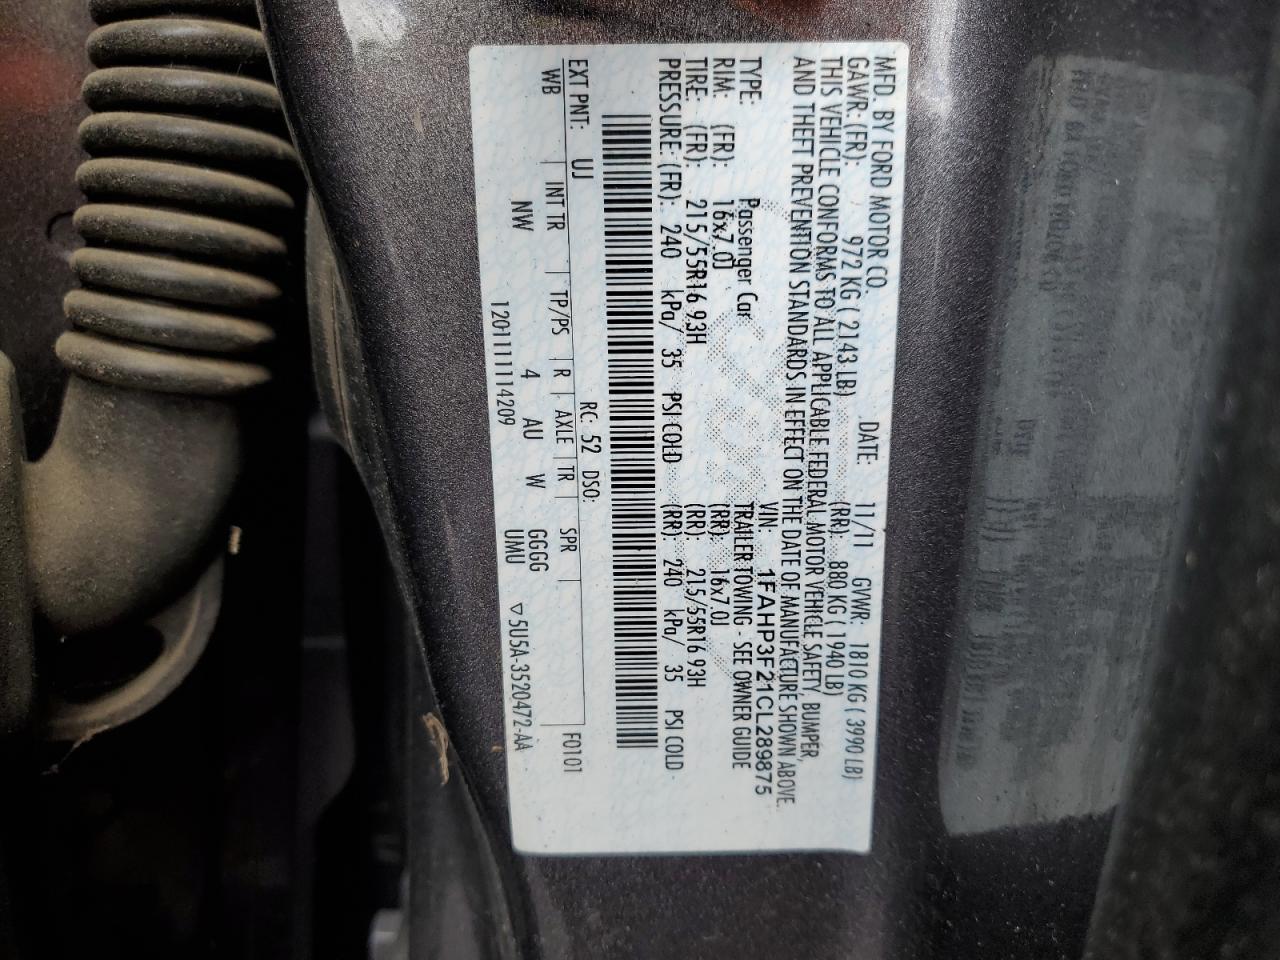 MFD. BY FORD MOTOR CO.
DATE: 11/11 GVWR: 1810 KG ( 3990 LB)
GAWR: (FR): 972 KG ( 2143 LB) (RR): 880 KG ( 1940 LB)
THIS VEHICLE CONFORMS TO ALL APPLICABLE FEDERAL MOTOR VEHICLE SAFETY, BUMPER,
AND THEFT PREVENTION STANDARDS IN EFFECT ON THE DATE OF MANUFACTURE SHOWN ABOVE.
VIN: 1FAHP3F21CL289875
TYPE: Passenger Car TRAILER TOWING - SEE OWNER GUIDE
RIM: (FR): 16x7.0J (RR): 16x7.0J
TIRE: (FR): 215/55R16 93H (RR): 215/55R16 93H
PRESSURE: (FR): 240 kPa/ 35 PSI COLD (RR): 240 kPa/ 35 PSI COLD
EXT PNT: UJ RC: 52 DSO: F0101
WB INT TR TP/PS R AXLE TR SPR
NW 4 AU W GGGG
UMU
1201111114209 ▽5U5A-3520472-AA